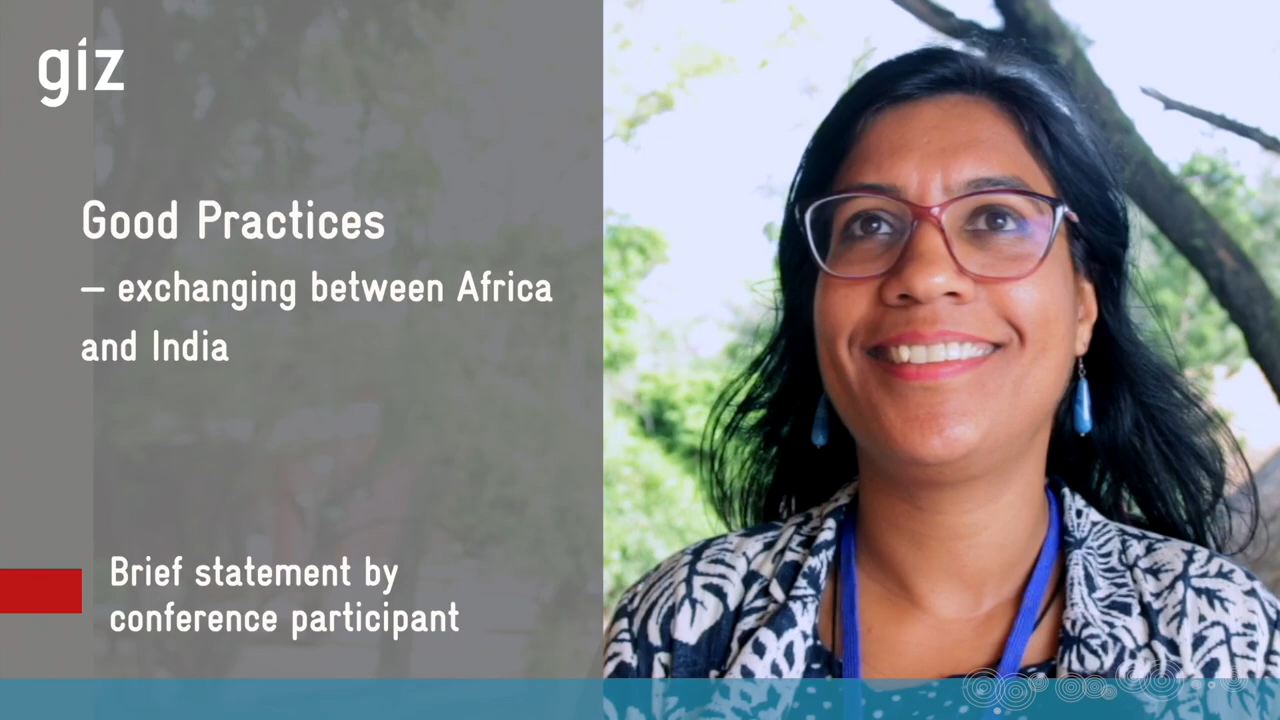 giz
Good Practices
– exchanging between Africa
and India
Brief statement by
conference participant